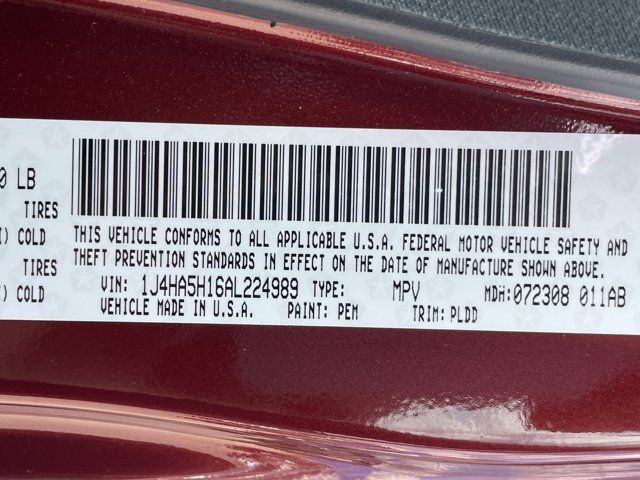 0 LB
TIRES
) COLD
TIRES
) COLD
THIS VEHICLE CONFORMS TO ALL APPLICABLE U.S.A. FEDERAL MOTOR VEHICLE SAFETY AND
THEFT PREVENTION STANDARDS IN EFFECT ON THE DATE OF MANUFACTURE SHOWN ABOVE.
VIN: 1J4HA5H16AL224989 TYPE: MPV MDH:072308 011AB
VEHICLE MADE IN U.S.A. PAINT: PEM TRIM: PLDD